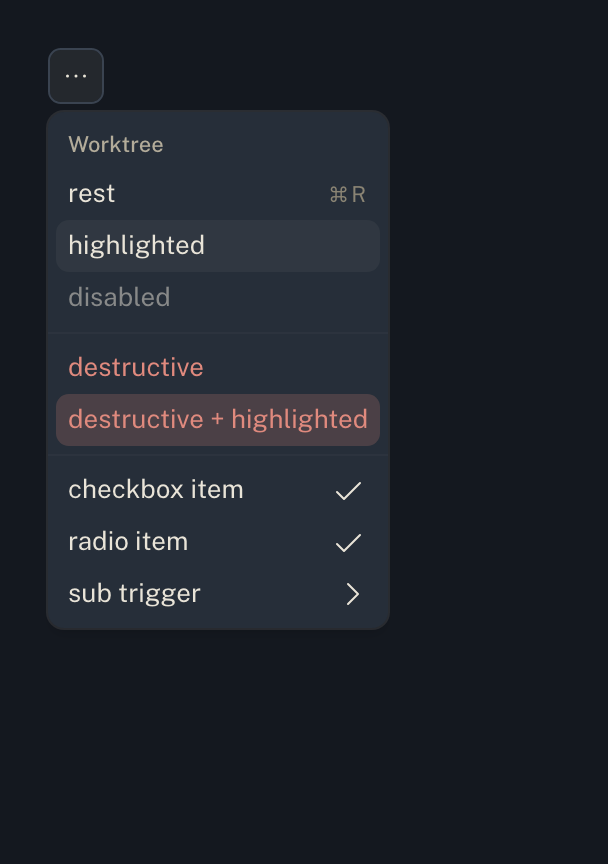 ...
Worktree
rest ⌘R
highlighted
disabled
destructive
destructive + highlighted
checkbox item
radio item
sub trigger